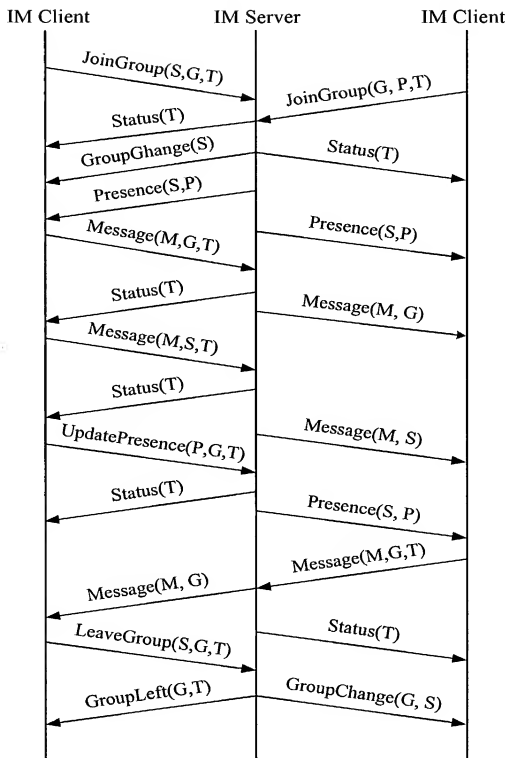 IM Client IM Server IM Client
JoinGroup(S,G,T)
JoinGroup(G, P,T)
Status(T)
GroupGhange(S)
Status(T)
Presence(S,P)
Presence(S,P)
Message(M,G,T)
Status(T)
Message(M, G)
Message(M,S,T)
Status(T)
UpdatePresence(P,G,T)
Message(M, S)
Status(T)
Presence(S, P)
Message(M,G,T)
Message(M, G)
LeaveGroup(S,G,T)
Status(T)
GroupLeft(G,T)
GroupChange(G, S)